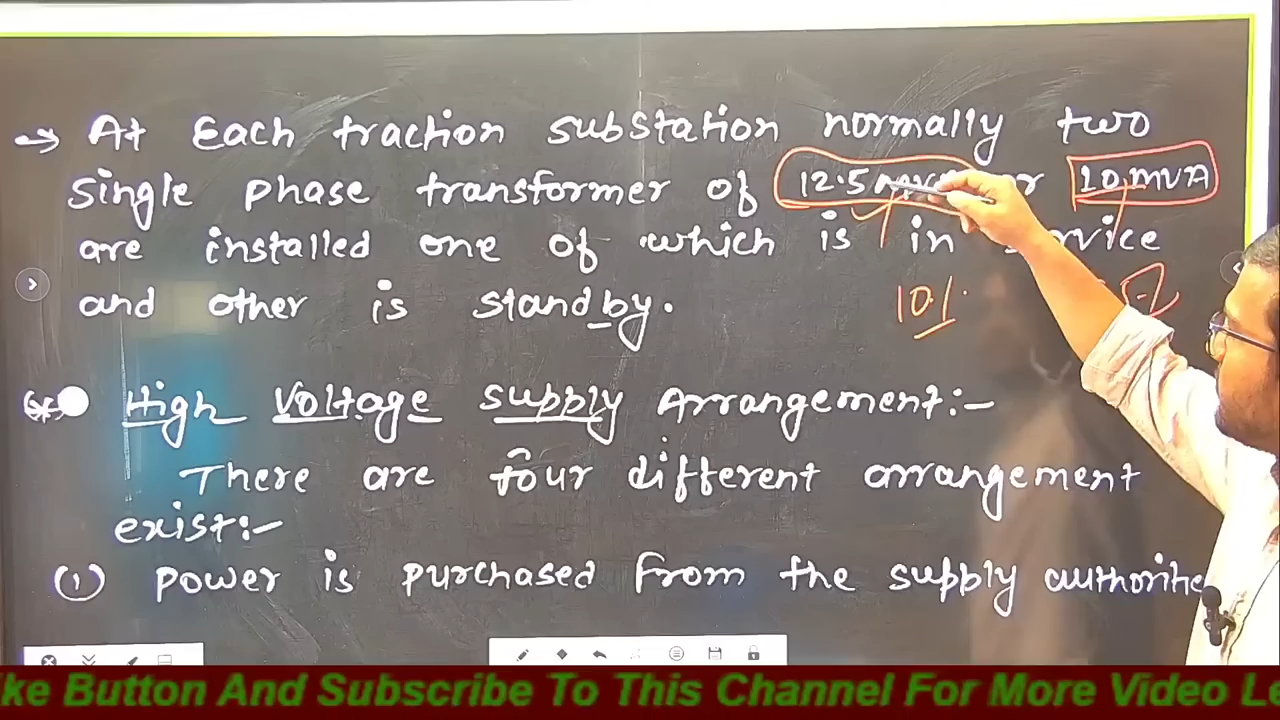 → At Each traction substation normally two
single phase transformer of 12.5 or 10 MVA
are installed one of which is in service
and other is standby.
10%
High Voltage supply Arrangement:-
There are four different arrangement
exist:-
(1) Power is purchased from the supply authoritie
ke Button And Subscribe To This Channel For More Video Le